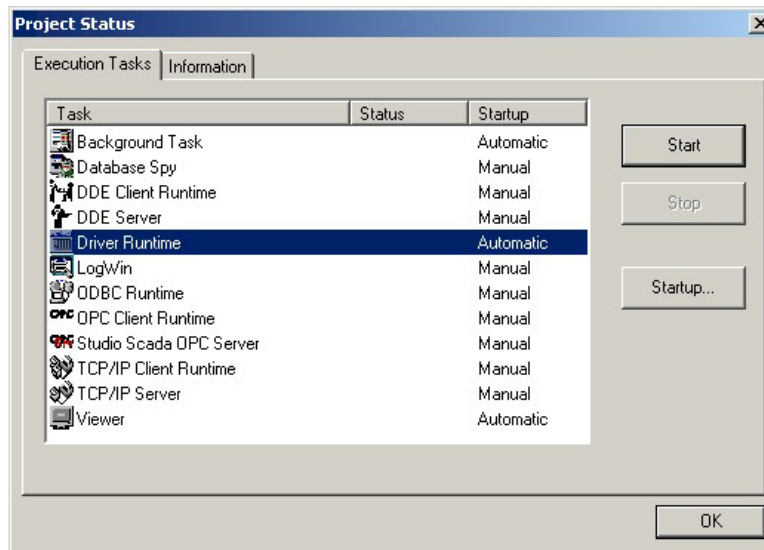 Project Status
Execution Tasks Information
Task Status Startup
Background Task Automatic
Database Spy Manual
DDE Client Runtime Manual
DDE Server Manual
Driver Runtime Automatic
LogWin Manual
ODBC Runtime Manual
OPC Client Runtime Manual
Studio Scada OPC Server Manual
TCP/IP Client Runtime Manual
TCP/IP Server Manual
Viewer Automatic
Start
Stop
Startup...
OK